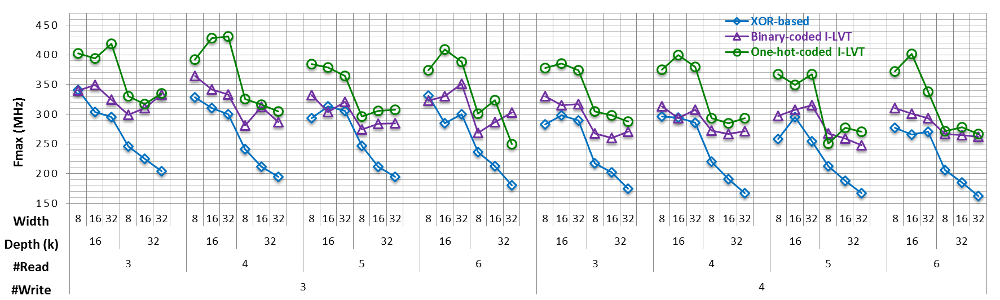 XOR-based
Binary-coded I-LVT
One-hot-coded I-LVT
Fmax (MHz)
450
400
350
300
250
200
150
Width 8 16 32 8 16 32 8 16 32 8 16 32 8 16 32 8 16 32 8 16 32 8 16 32 8 16 32 8 16 32 8 16 32 8 16 32 8 16 32 8 16 32 8 16 32 8 16 32
Depth (k) 16 32 16 32 16 32 16 32 16 32 16 32 16 32 16 32
#Read 3 4 5 6 3 4 5 6
#Write 3 4